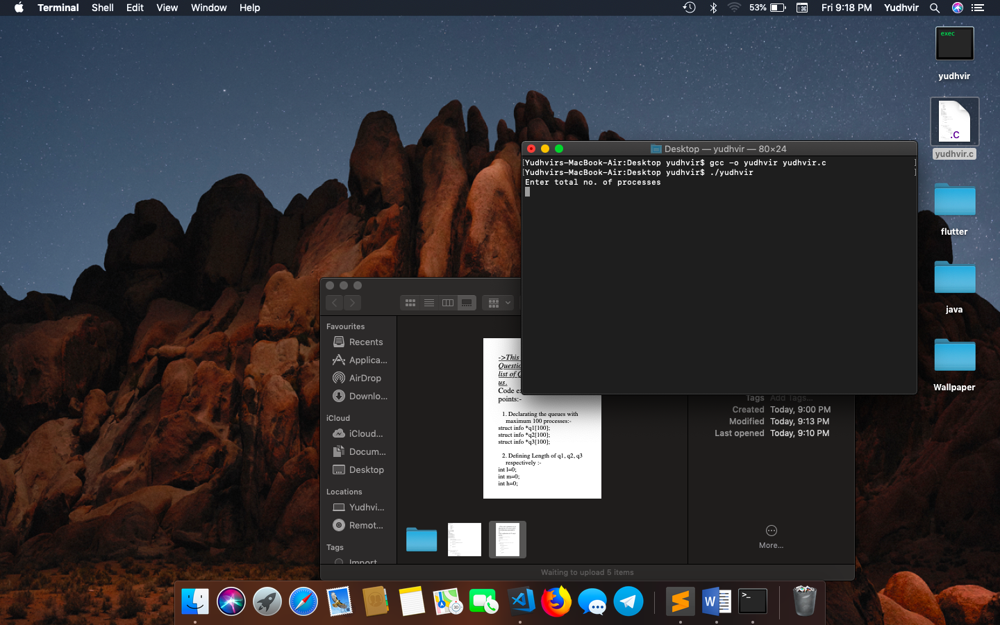 Terminal Shell Edit View Window Help 53% Fri 9:18 PM Yudhvir
exec
yudhvir
.C
yudhvir.c
flutter
java
Wallpaper
Desktop — yudhvir — 80×24
[Yudhvirs-MacBook-Air:Desktop yudhvir$ gcc -o yudhvir yudhvir.c ]
[Yudhvirs-MacBook-Air:Desktop yudhvir$ ./yudhvir ]
Enter total no. of processes
Favourites
Recents
Applica...
AirDrop
Downlo...
iCloud
iCloud...
Docum...
Desktop
Locations
Yudhvi...
Remot...
Tags
Import
->This
Questio
list of Q
us.
Code ex
points:-
1. Declarating the queues with
maximum 100 processes:-
struct info *q1[100];
struct info *q2[100];
struct info *q3[100];
2. Defining Length of q1, q2, q3
respectively :-
int l=0;
int m=0;
int h=0;
Tags Add Tags...
Created Today, 9:00 PM
Modified Today, 9:13 PM
Last opened Today, 9:10 PM
More...
Waiting to upload 5 items
>_
W